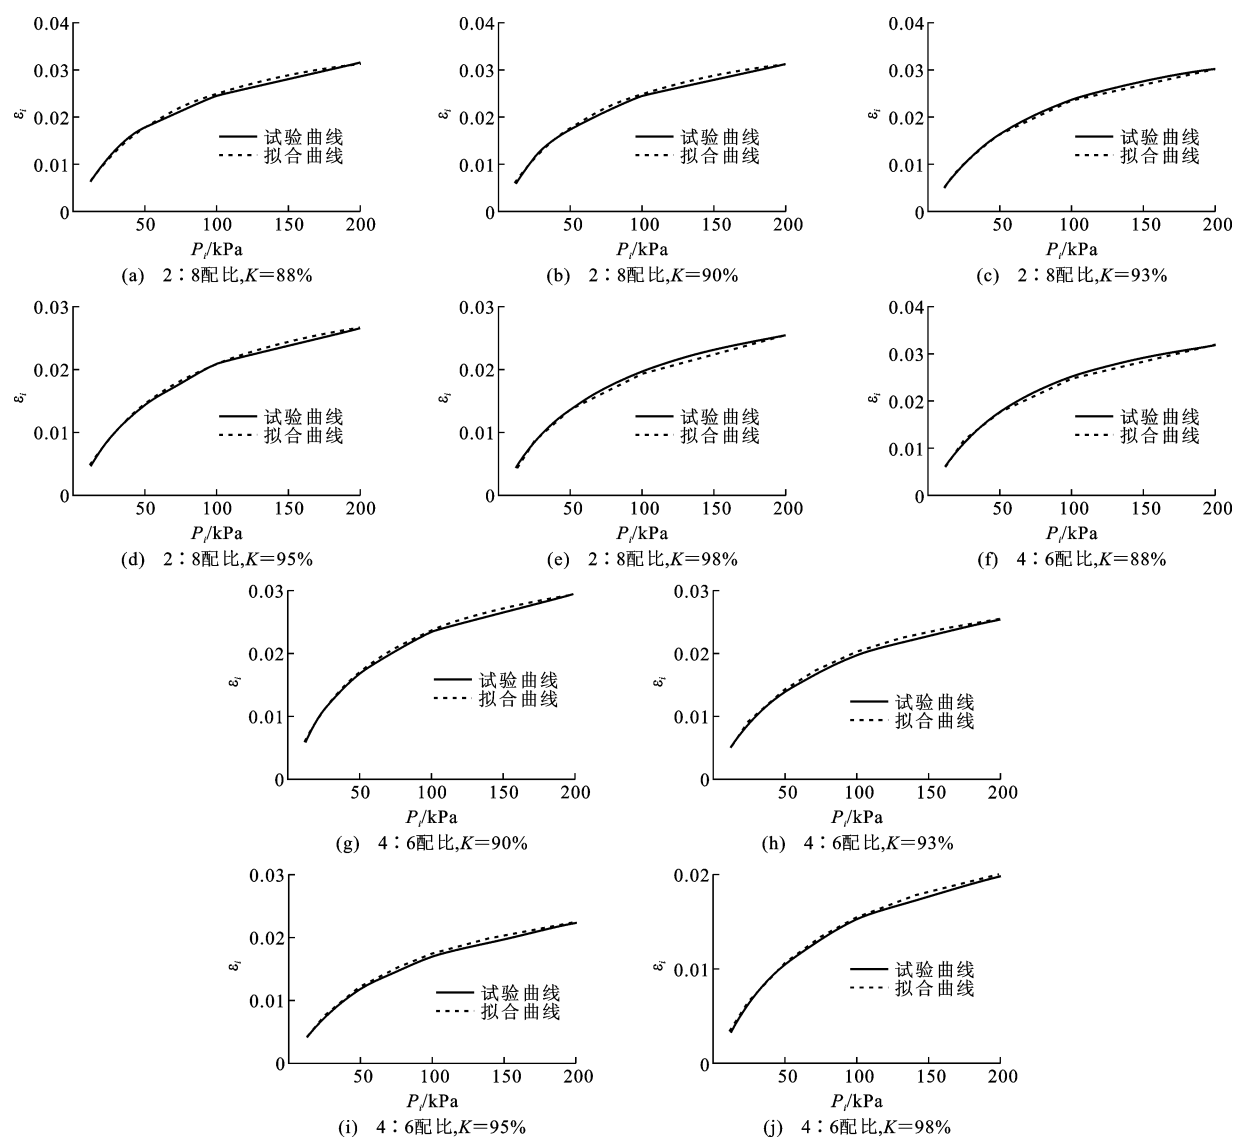 0.04
0.03
0.02
0.01
0
εi
试验曲线
拟合曲线
50 100 150 200
Pi/kPa
(a) 2∶8配比,K=88%
0.04
0.03
0.02
0.01
0
εi
试验曲线
拟合曲线
50 100 150 200
Pi/kPa
(b) 2∶8配比,K=90%
0.04
0.03
0.02
0.01
0
εi
试验曲线
拟合曲线
50 100 150 200
Pi/kPa
(c) 2∶8配比,K=93%
0.03
0.02
0.01
0
εi
试验曲线
拟合曲线
50 100 150 200
Pi/kPa
(d) 2∶8配比,K=95%
0.03
0.02
0.01
0
εi
试验曲线
拟合曲线
50 100 150 200
Pi/kPa
(e) 2∶8配比,K=98%
0.04
0.03
0.02
0.01
0
εi
试验曲线
拟合曲线
50 100 150 200
Pi/kPa
(f) 4∶6配比,K=88%
0.03
0.02
0.01
0
εi
试验曲线
拟合曲线
50 100 150 200
Pi/kPa
(g) 4∶6配比,K=90%
0.03
0.02
0.01
0
εi
试验曲线
拟合曲线
50 100 150 200
Pi/kPa
(h) 4∶6配比,K=93%
0.03
0.02
0.01
0
εi
试验曲线
拟合曲线
50 100 150 200
Pi/kPa
(i) 4∶6配比,K=95%
0.02
0.01
0
εi
试验曲线
拟合曲线
50 100 150 200
Pi/kPa
(j) 4∶6配比,K=98%